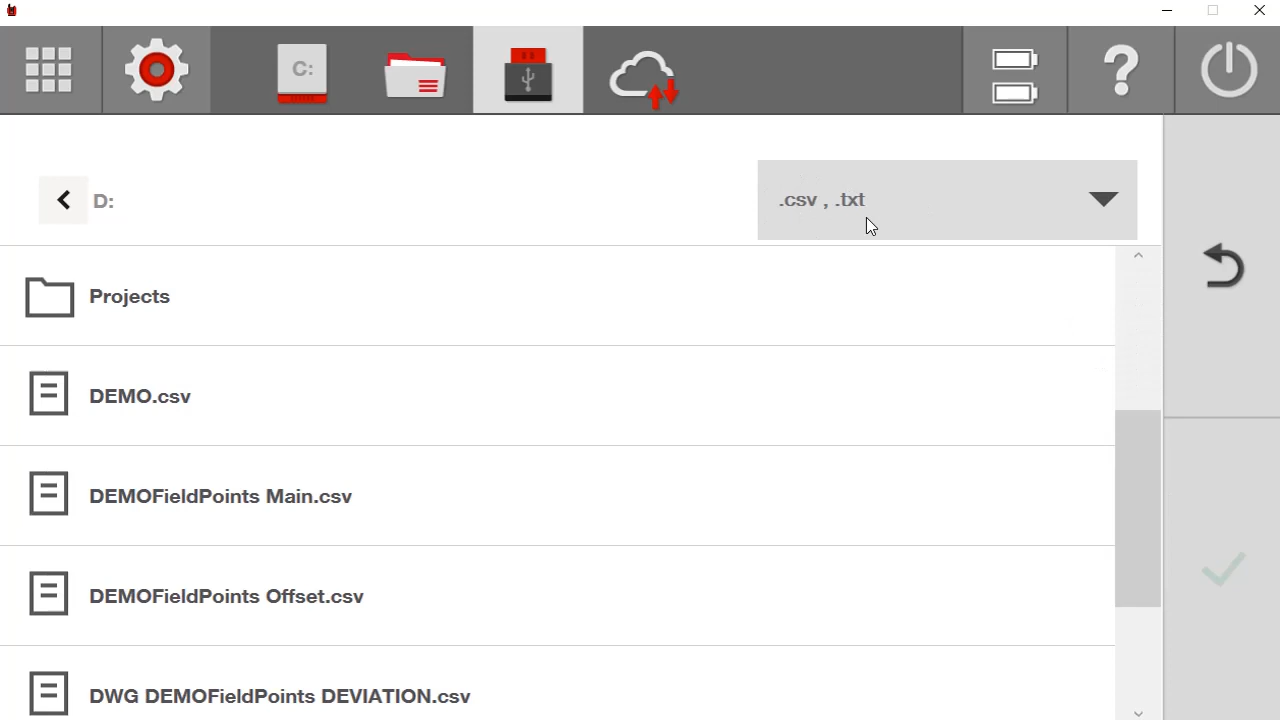 C:
?
D:
.csv , .txt
Projects
DEMO.csv
DEMOFieldPoints Main.csv
DEMOFieldPoints Offset.csv
DWG DEMOFieldPoints DEVIATION.csv